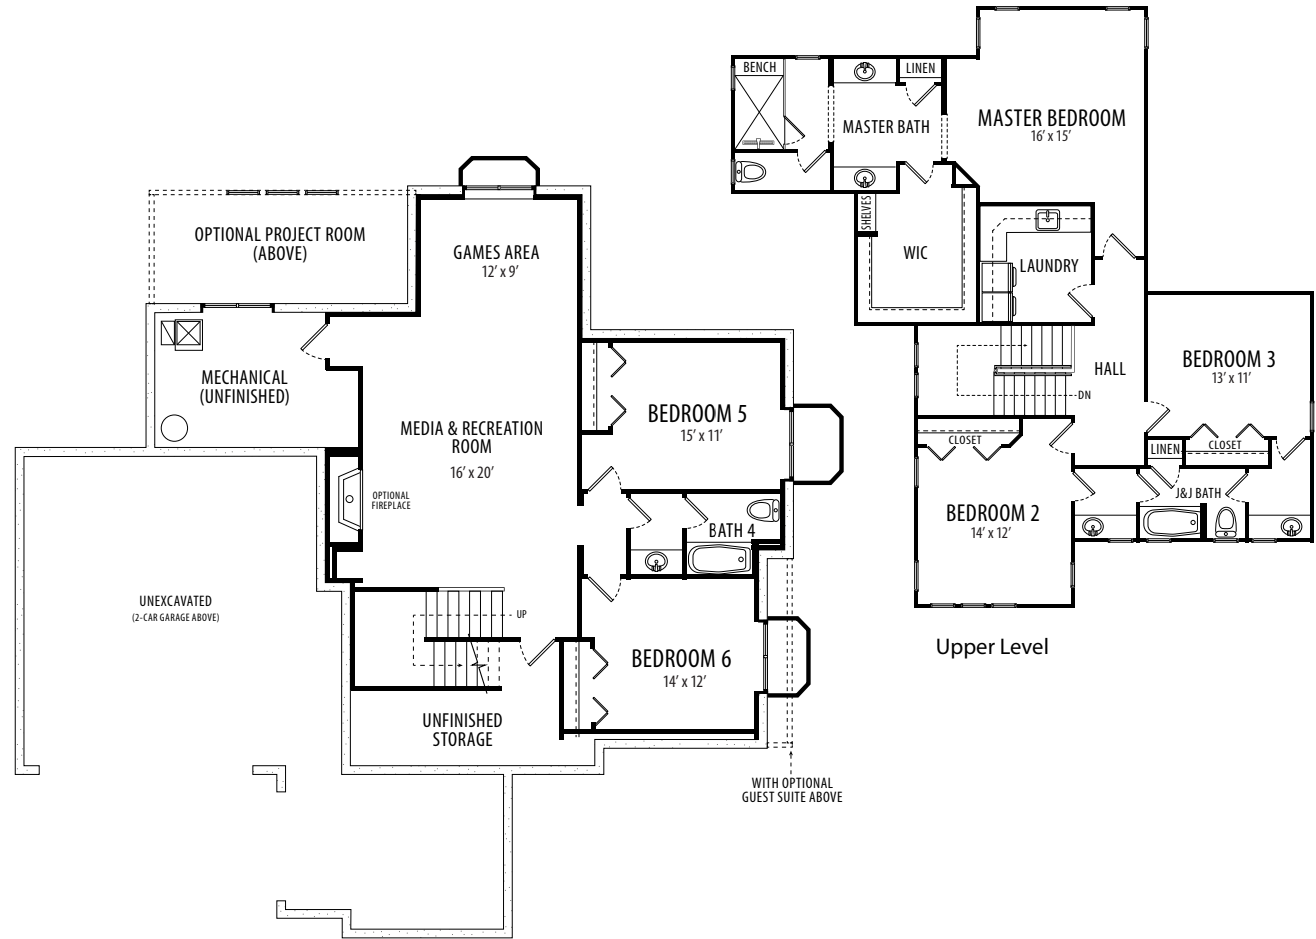 OPTIONAL PROJECT ROOM
(ABOVE)
GAMES AREA
12' x 9'
MECHANICAL
(UNFINISHED)
MEDIA & RECREATION
ROOM
16' x 20'
OPTIONAL
FIREPLACE
BEDROOM 5
15' x 11'
BATH 4
UNEXCAVATED
(2-CAR GARAGE ABOVE)
UP
BEDROOM 6
14' x 12'
UNFINISHED
STORAGE
WITH OPTIONAL
GUEST SUITE ABOVE
BENCH
LINEN
MASTER BATH
MASTER BEDROOM
16' x 15'
SHELVES
WIC
LAUNDRY
HALL
DN
BEDROOM 3
13' x 11'
CLOSET
LINEN
CLOSET
J&J BATH
BEDROOM 2
14' x 12'
Upper Level